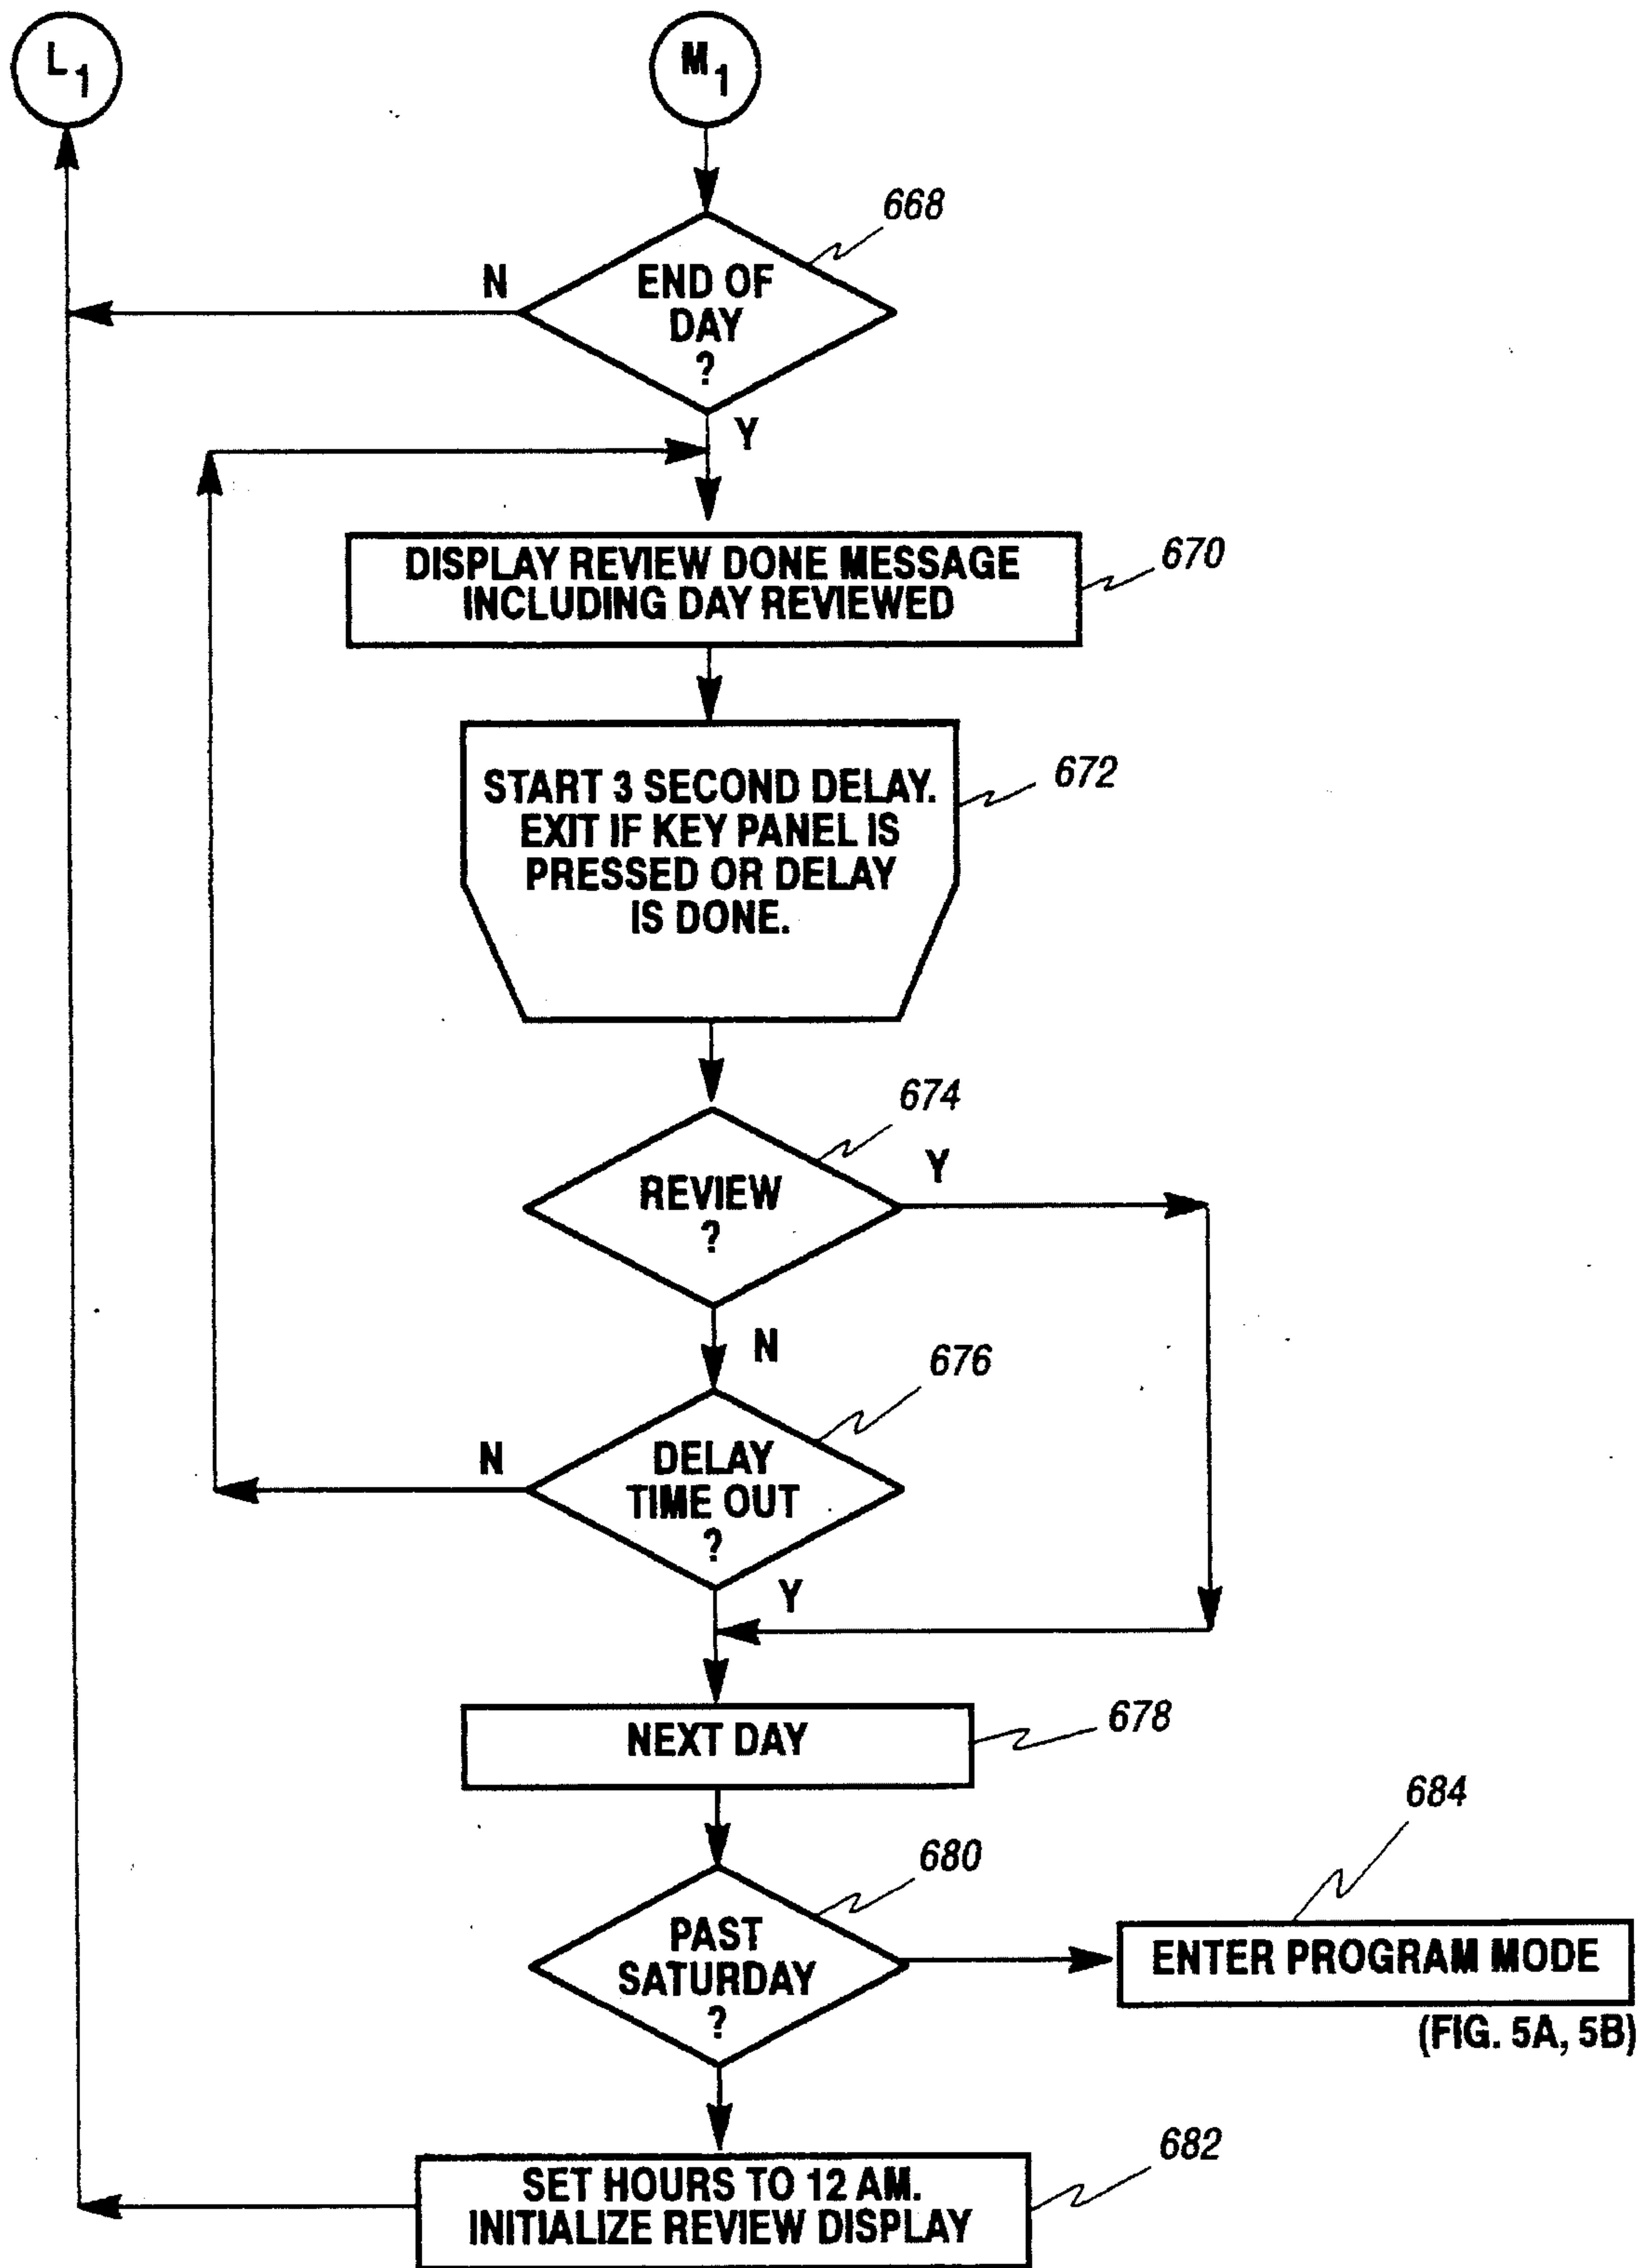 L1
M1
668
N
END OF
DAY
?
Y
670
DISPLAY REVIEW DONE MESSAGE
INCLUDING DAY REVIEWED
672
START 3 SECOND DELAY.
EXIT IF KEY PANEL IS
PRESSED OR DELAY
IS DONE.
674
Y
REVIEW
?
N
676
N
DELAY
TIME OUT
?
Y
678
NEXT DAY
684
680
PAST
SATURDAY
?
ENTER PROGRAM MODE
(FIG. 5A, 5B)
682
SET HOURS TO 12 AM.
INITIALIZE REVIEW DISPLAY